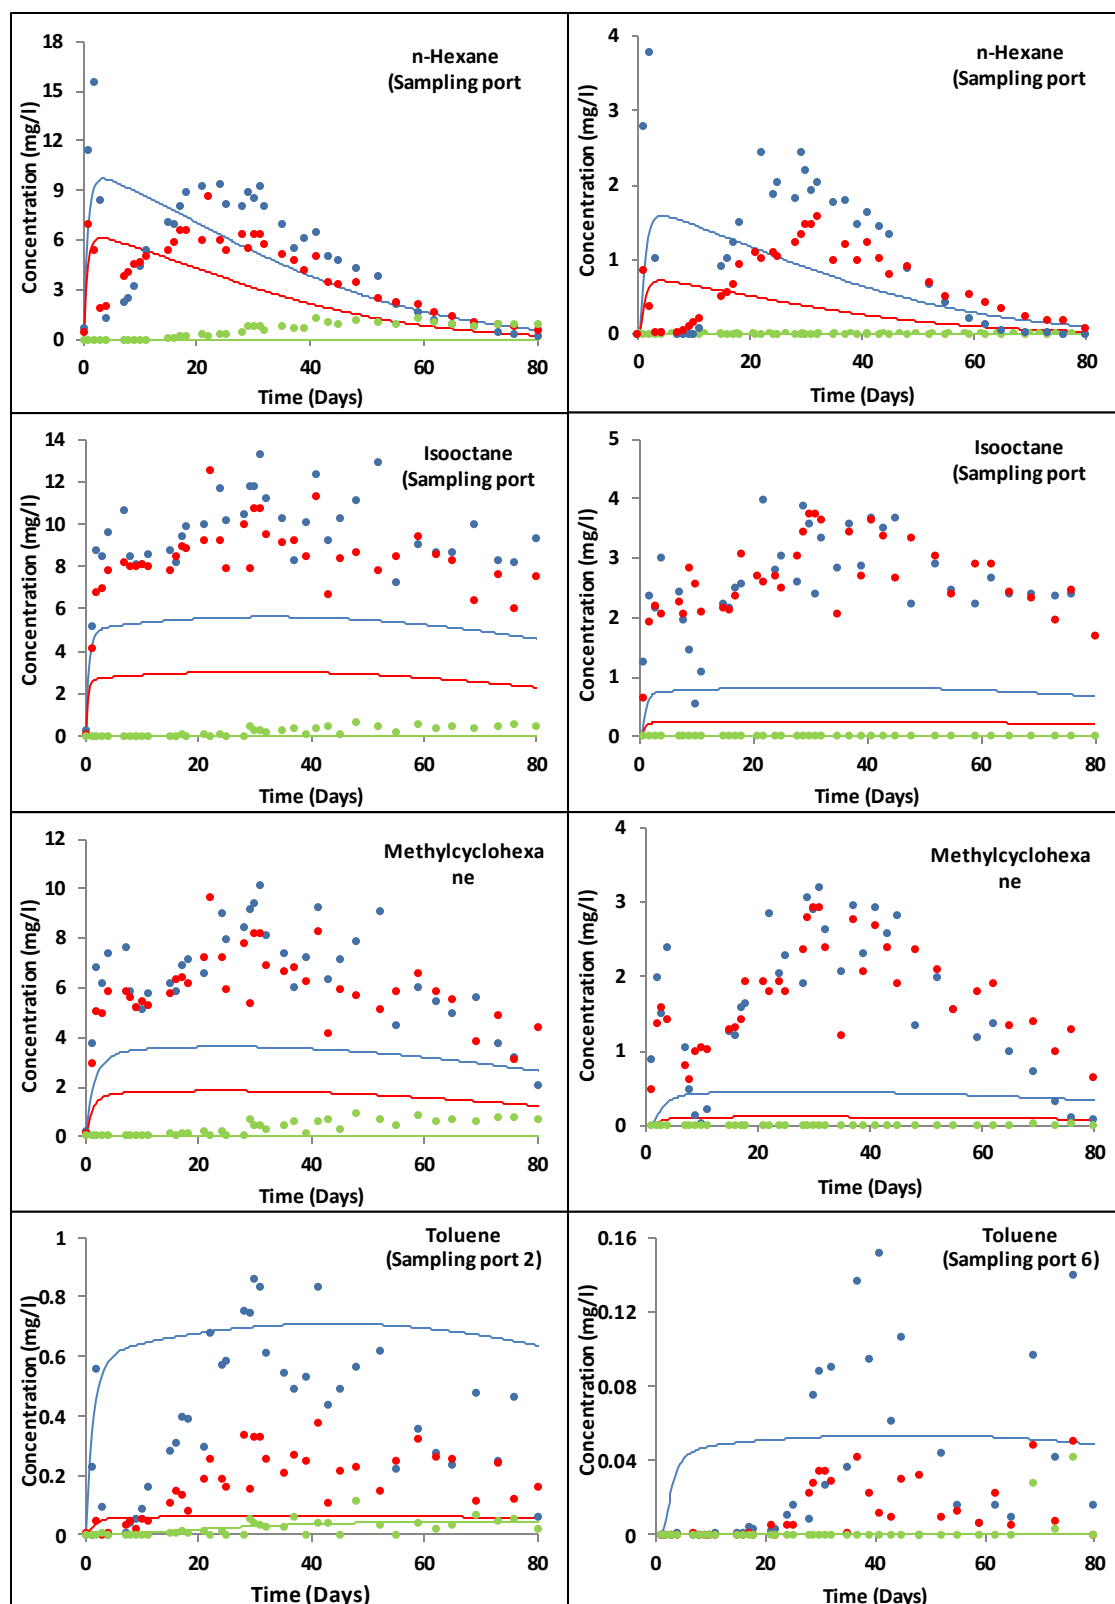 n-Hexane
(Sampling port
Concentration (mg/l)
18
15
12
9
6
3
0
0
20
40
60
80
Time (Days)
n-Hexane
(Sampling port
Concentration (mg/l)
4
3
2
1
0
0
20
40
60
80
Time (Days)
Isooctane
(Sampling port
Concentration (mg/l)
14
12
10
8
6
4
2
0
0
20
40
60
80
Time (Days)
Isooctane
(Sampling port
Concentration (mg/l)
5
4
3
2
1
0
0
20
40
60
80
Time (Days)
Methylcyclohexa
ne
Concentration (mg/l)
12
10
8
6
4
2
0
0
20
40
60
80
Time (Days)
Methylcyclohexa
ne
Concentration (mg/l)
4
3
2
1
0
0
20
40
60
80
Time (Days)
Toluene
(Sampling port 2)
Concentration (mg/l)
1
0.8
0.6
0.4
0.2
0
0
20
40
60
80
Time (Days)
Toluene
(Sampling port 6)
Concentration (mg/l)
0.16
0.12
0.08
0.04
0
0
20
40
60
80
Time (Days)